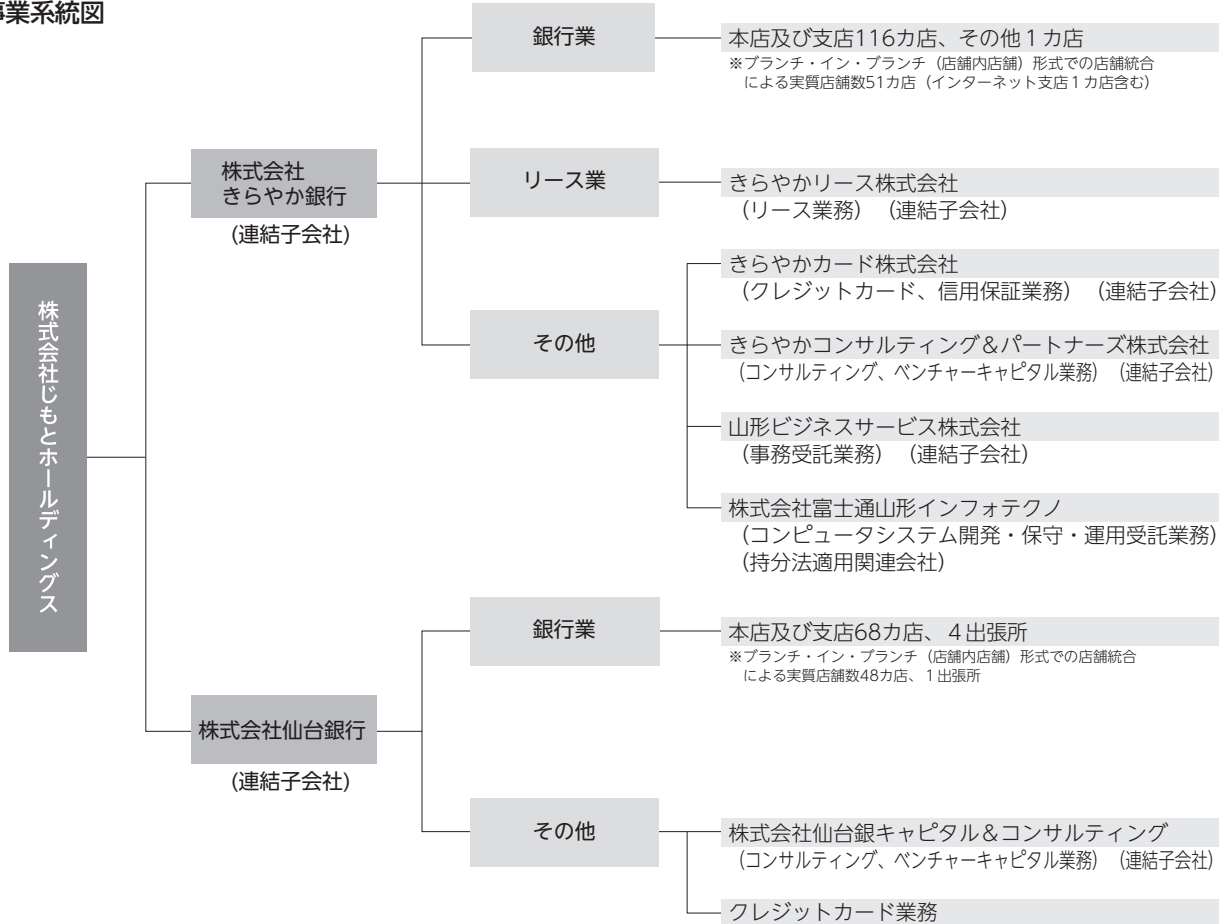 事業系統図
株式会社じもとホールディングス
株式会社
きらやか銀行
(連結子会社)
銀行業
本店及び支店116カ店、その他1カ店
※ブランチ・イン・ブランチ（店舗内店舗）形式での店舗統合
による実質店舗数51カ店（インターネット支店1カ店含む）
リース業
きらやかリース株式会社
（リース業務）（連結子会社）
その他
きらやかカード株式会社
（クレジットカード、信用保証業務）（連結子会社）
きらやかコンサルティング＆パートナーズ株式会社
（コンサルティング、ベンチャーキャピタル業務）（連結子会社）
山形ビジネスサービス株式会社
（事務受託業務）（連結子会社）
株式会社富士通山形インフォテクノ
（コンピュータシステム開発・保守・運用受託業務）
（持分法適用関連会社）
株式会社仙台銀行
(連結子会社)
銀行業
本店及び支店68カ店、4出張所
※ブランチ・イン・ブランチ（店舗内店舗）形式での店舗統合
による実質店舗数48カ店、1出張所
その他
株式会社仙台銀キャピタル＆コンサルティング
（コンサルティング、ベンチャーキャピタル業務）（連結子会社）
クレジットカード業務